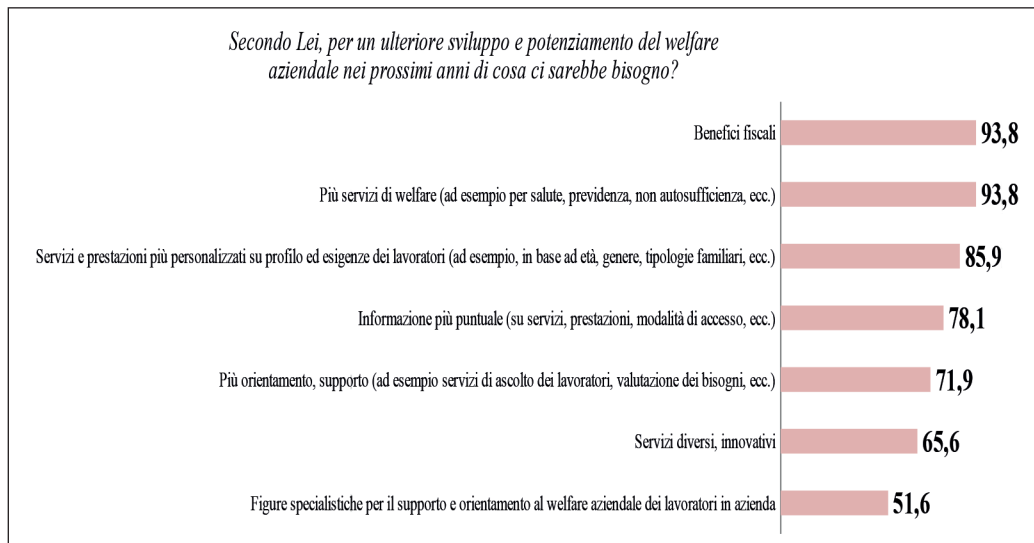 Secondo Lei, per un ulteriore sviluppo e potenziamento del welfare
aziendale nei prossimi anni di cosa ci sarebbe bisogno?
Benefici fiscali 93,8
Più servizi di welfare (ad esempio per salute, previdenza, non autosufficienza, ecc.) 93,8
Servizi e prestazioni più personalizzati su profilo ed esigenze dei lavoratori (ad esempio, in base ad età, genere, tipologie familiari, ecc.) 85,9
Informazione più puntuale (su servizi, prestazioni, modalità di accesso, ecc.) 78,1
Più orientamento, supporto (ad esempio servizi di ascolto dei lavoratori, valutazione dei bisogni, ecc.) 71,9
Servizi diversi, innovativi 65,6
Figure specialistiche per il supporto e orientamento al welfare aziendale dei lavoratori in azienda 51,6